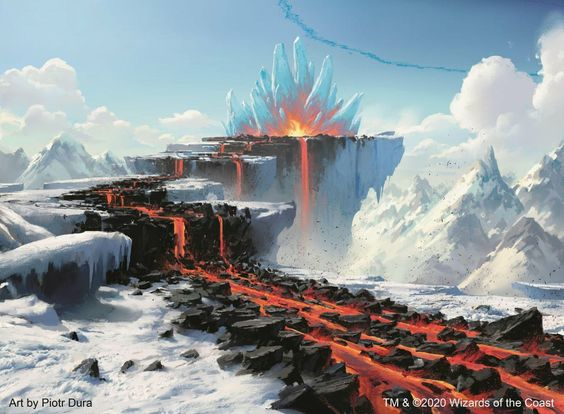 Art by Piotr Dura
TM & ©2020 Wizards of the Coast